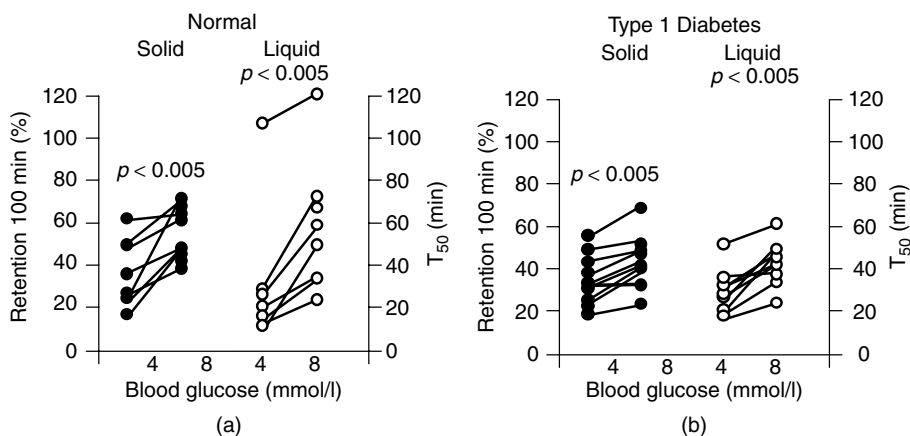 Normal
Solid Liquid
p < 0.005
p < 0.005
120
100
80
60
40
20
0
Retention 100 min (%)
120
100
80
60
40
20
0
T50 (min)
4 8 4 8
Blood glucose (mmol/l)
(a)
Type 1 Diabetes
Solid Liquid
p < 0.005
p < 0.005
120
100
80
60
40
20
0
Retention 100 min (%)
120
100
80
60
40
20
0
T50 (min)
4 8 4 8
Blood glucose (mmol/l)
(b)